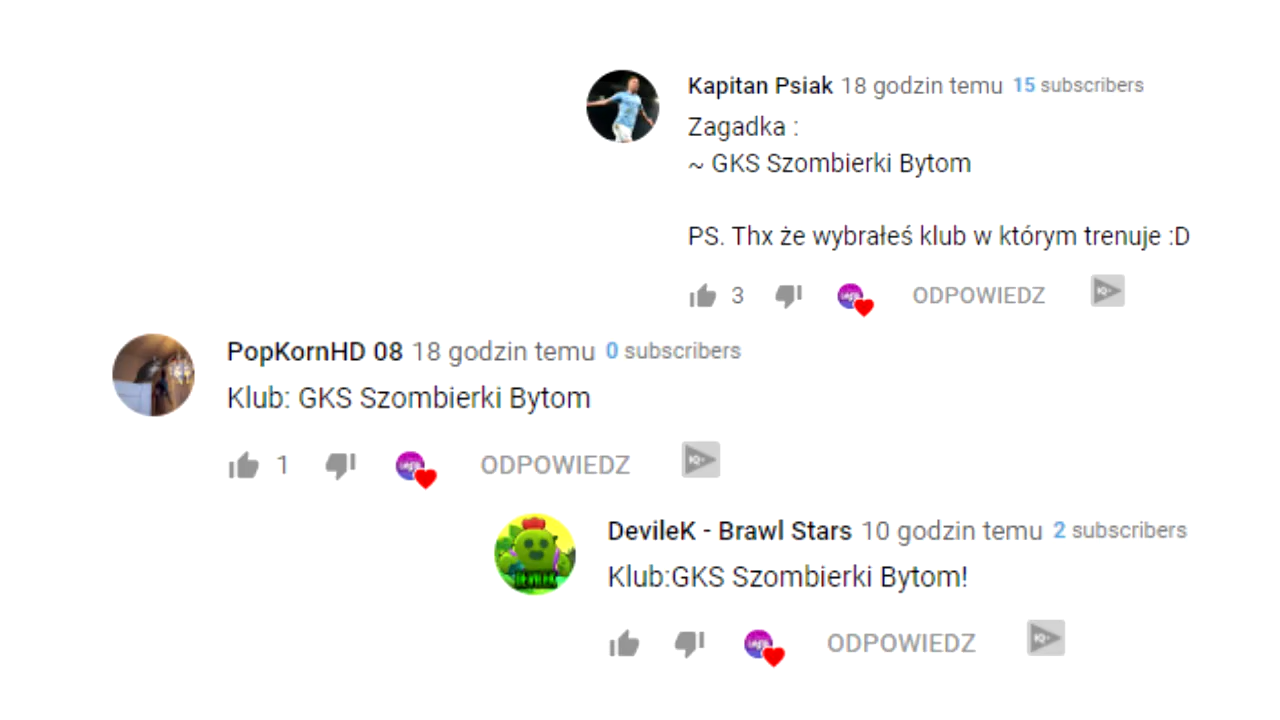 Kapitan Psiak 18 godzin temu 15 subscribers
Zagadka :
~ GKS Szombierki Bytom
PS. Thx że wybrałeś klub w którym trenuje :D
3 ODPOWIEDZ
PopKornHD 08 18 godzin temu 0 subscribers
Klub: GKS Szombierki Bytom
1 ODPOWIEDZ
DevileK - Brawl Stars 10 godzin temu 2 subscribers
Klub:GKS Szombierki Bytom!
ODPOWIEDZ